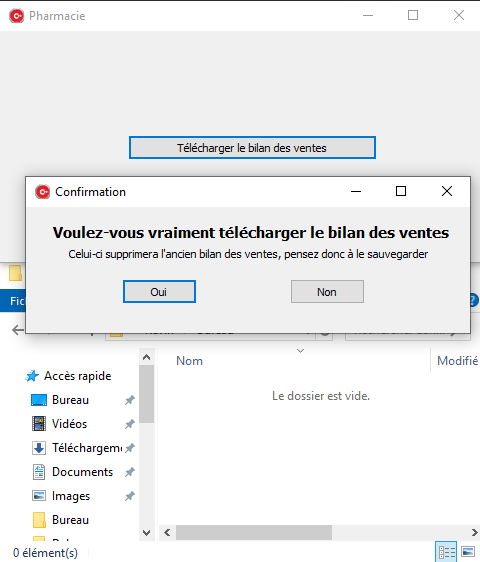 Pharmacie
Télécharger le bilan des ventes
Confirmation
Voulez-vous vraiment télécharger le bilan des ventes
Celui-ci supprimera l'ancien bilan des ventes, pensez donc à le sauvegarder
Oui
Non
Fic
Nom
Modifié
Accès rapide
Le dossier est vide.
Bureau
Vidéos
Téléchargem
Documents
Images
Bureau
0 élément(s)